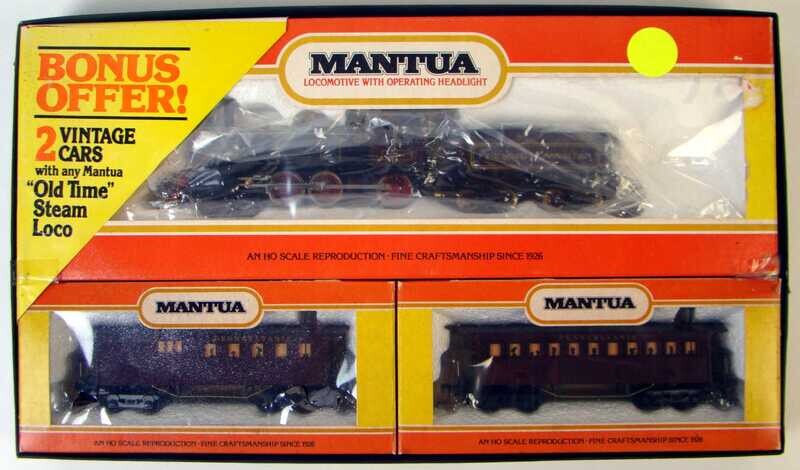 BONUS
OFFER!
2 VINTAGE
CARS
with any Mantua
"Old Time"
Steam
Loco
MANTUA
LOCOMOTIVE WITH OPERATING HEADLIGHT
AN HO SCALE REPRODUCTION · FINE CRAFTSMANSHIP SINCE 1926
MANTUA
PENNSYLVANIA
AN HO SCALE REPRODUCTION · FINE CRAFTSMANSHIP SINCE 1926
MANTUA
PENNSYLVANIA
AN HO SCALE REPRODUCTION · FINE CRAFTSMANSHIP SINCE 1926